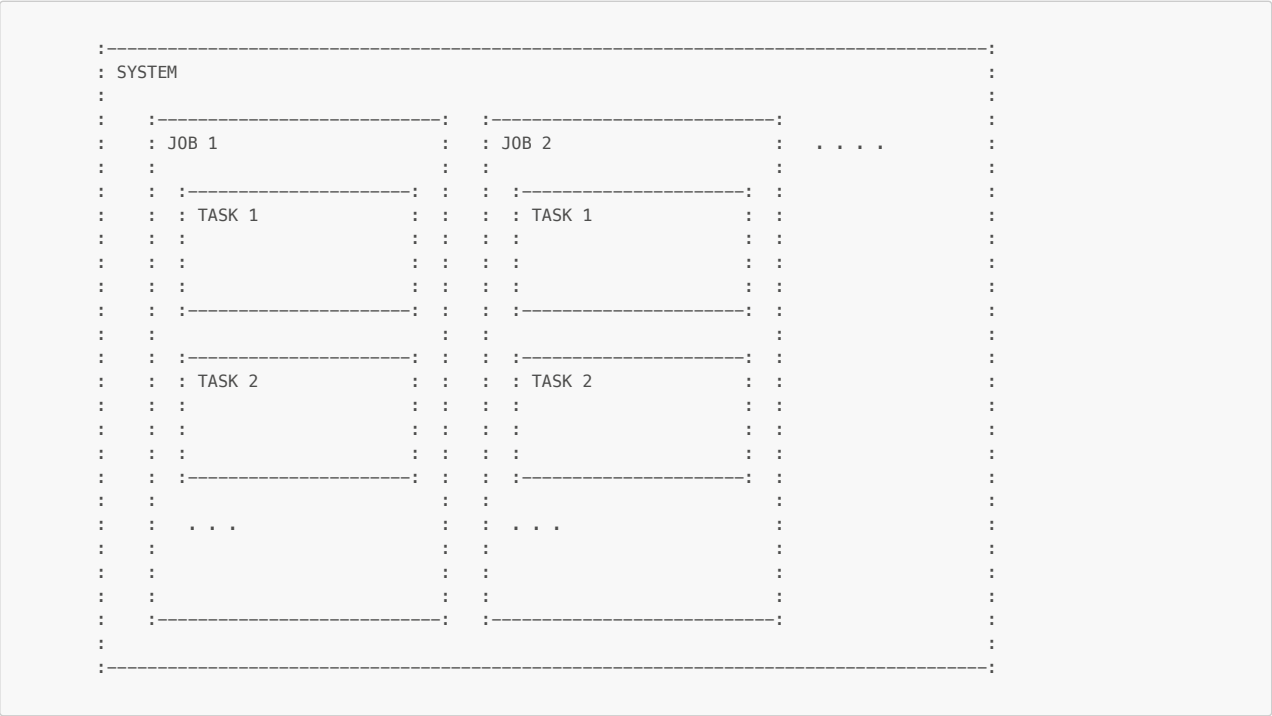 :----------------------------------------------------------------------------------------:
: SYSTEM                                                                                 :
:                                                                                        :
:    :----------------------------:   :----------------------------:                     :
:    : JOB 1                      :   : JOB 2                      :   . . . .           :
:    :                            :   :                            :                     :
:    :  :----------------------:  :   :  :----------------------:  :                     :
:    :  : TASK 1               :  :   :  : TASK 1               :  :                     :
:    :  :                      :  :   :  :                      :  :                     :
:    :  :                      :  :   :  :                      :  :                     :
:    :  :                      :  :   :  :                      :  :                     :
:    :  :----------------------:  :   :  :----------------------:  :                     :
:    :                            :   :                            :                     :
:    :  :----------------------:  :   :  :----------------------:  :                     :
:    :  : TASK 2               :  :   :  : TASK 2               :  :                     :
:    :  :                      :  :   :  :                      :  :                     :
:    :  :                      :  :   :  :                      :  :                     :
:    :  :                      :  :   :  :                      :  :                     :
:    :  :----------------------:  :   :  :----------------------:  :                     :
:    :                            :   :                            :                     :
:    :   . . .                    :   :  . . .                     :                     :
:    :                            :   :                            :                     :
:    :                            :   :                            :                     :
:    :                            :   :                            :                     :
:    :----------------------------:   :----------------------------:                     :
:                                                                                        :
:----------------------------------------------------------------------------------------: